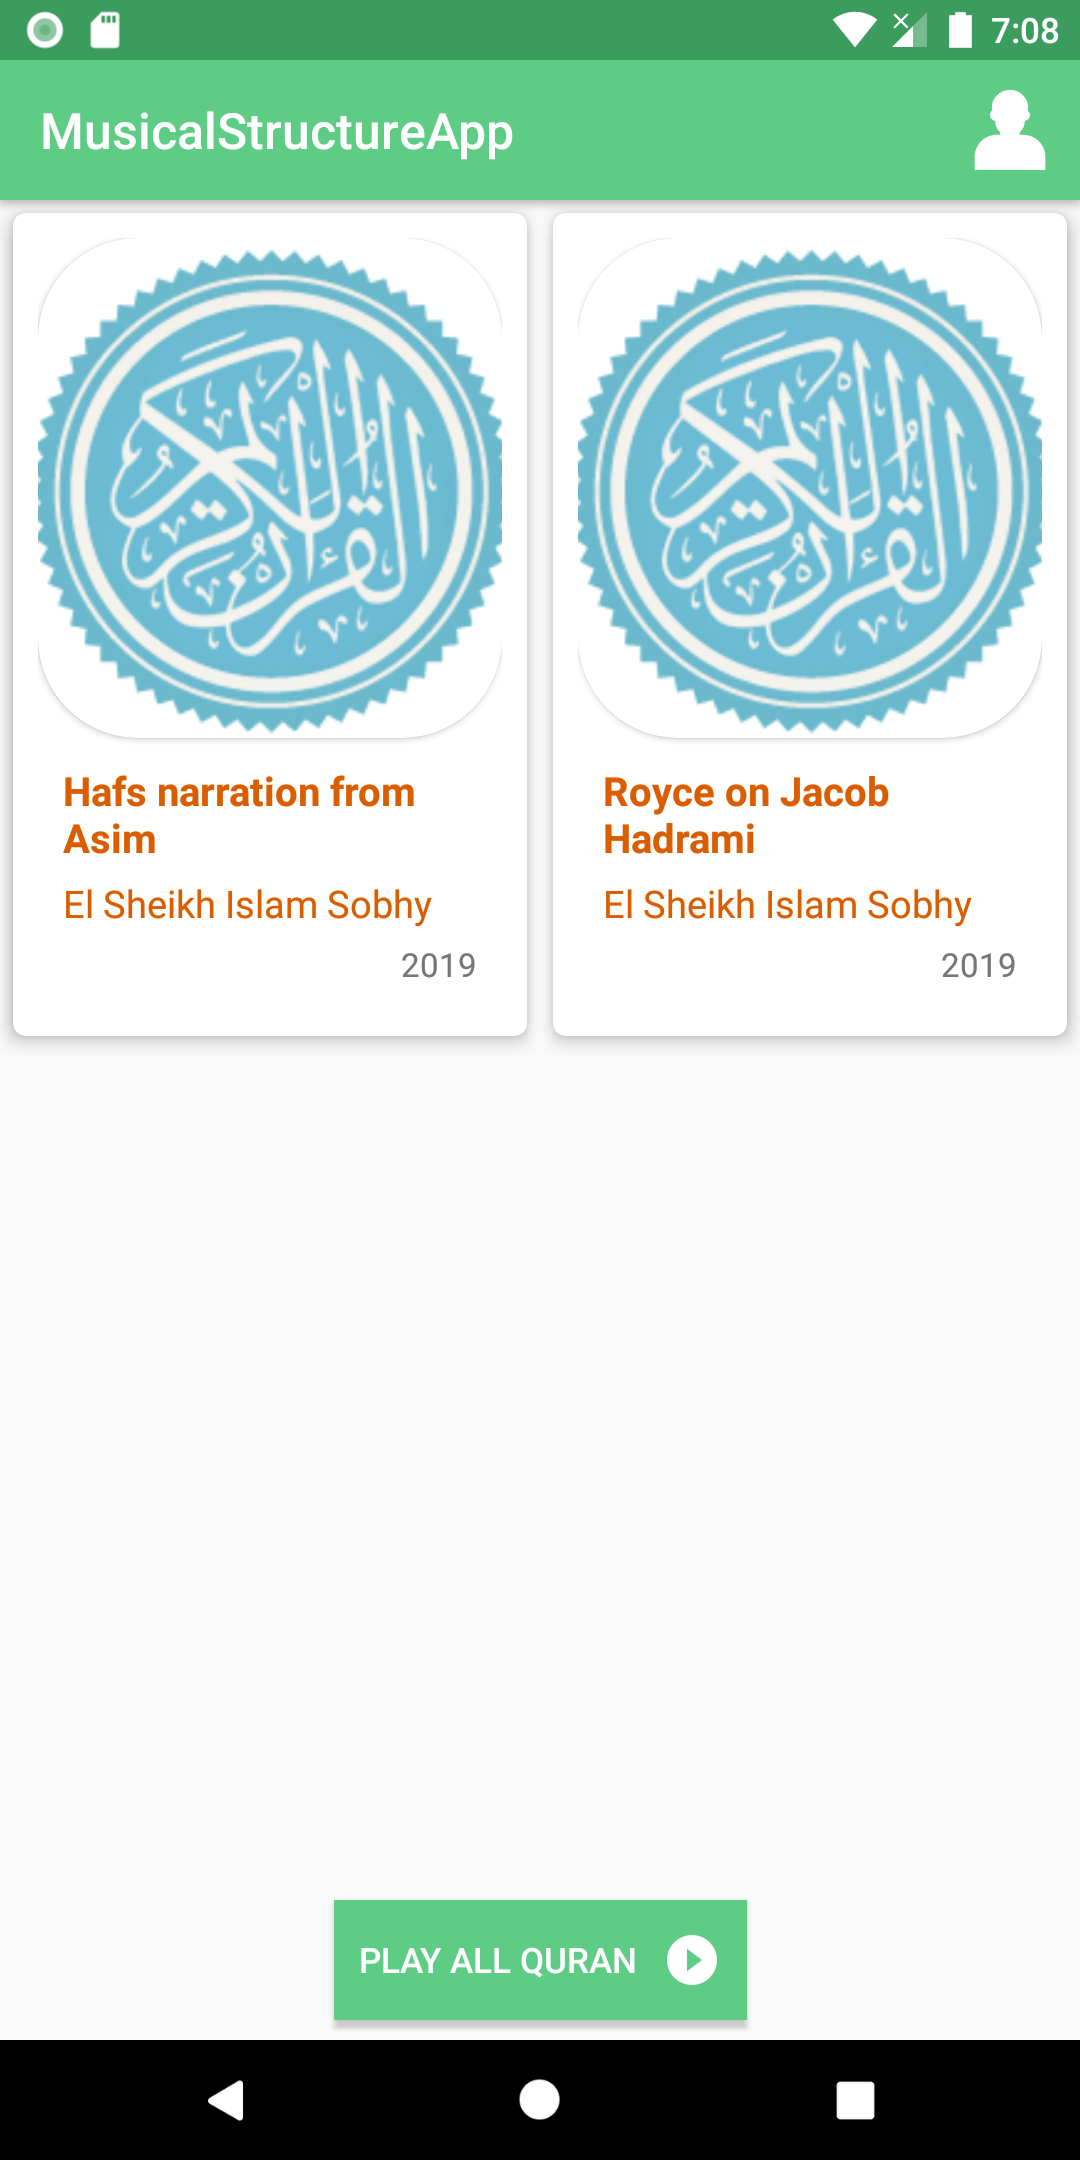 7:08
MusicalStructureApp
القرآن الكريم
القرآن الكريم
Hafs narration from
Asim
El Sheikh Islam Sobhy
2019
Royce on Jacob
Hadrami
El Sheikh Islam Sobhy
2019
PLAY ALL QURAN